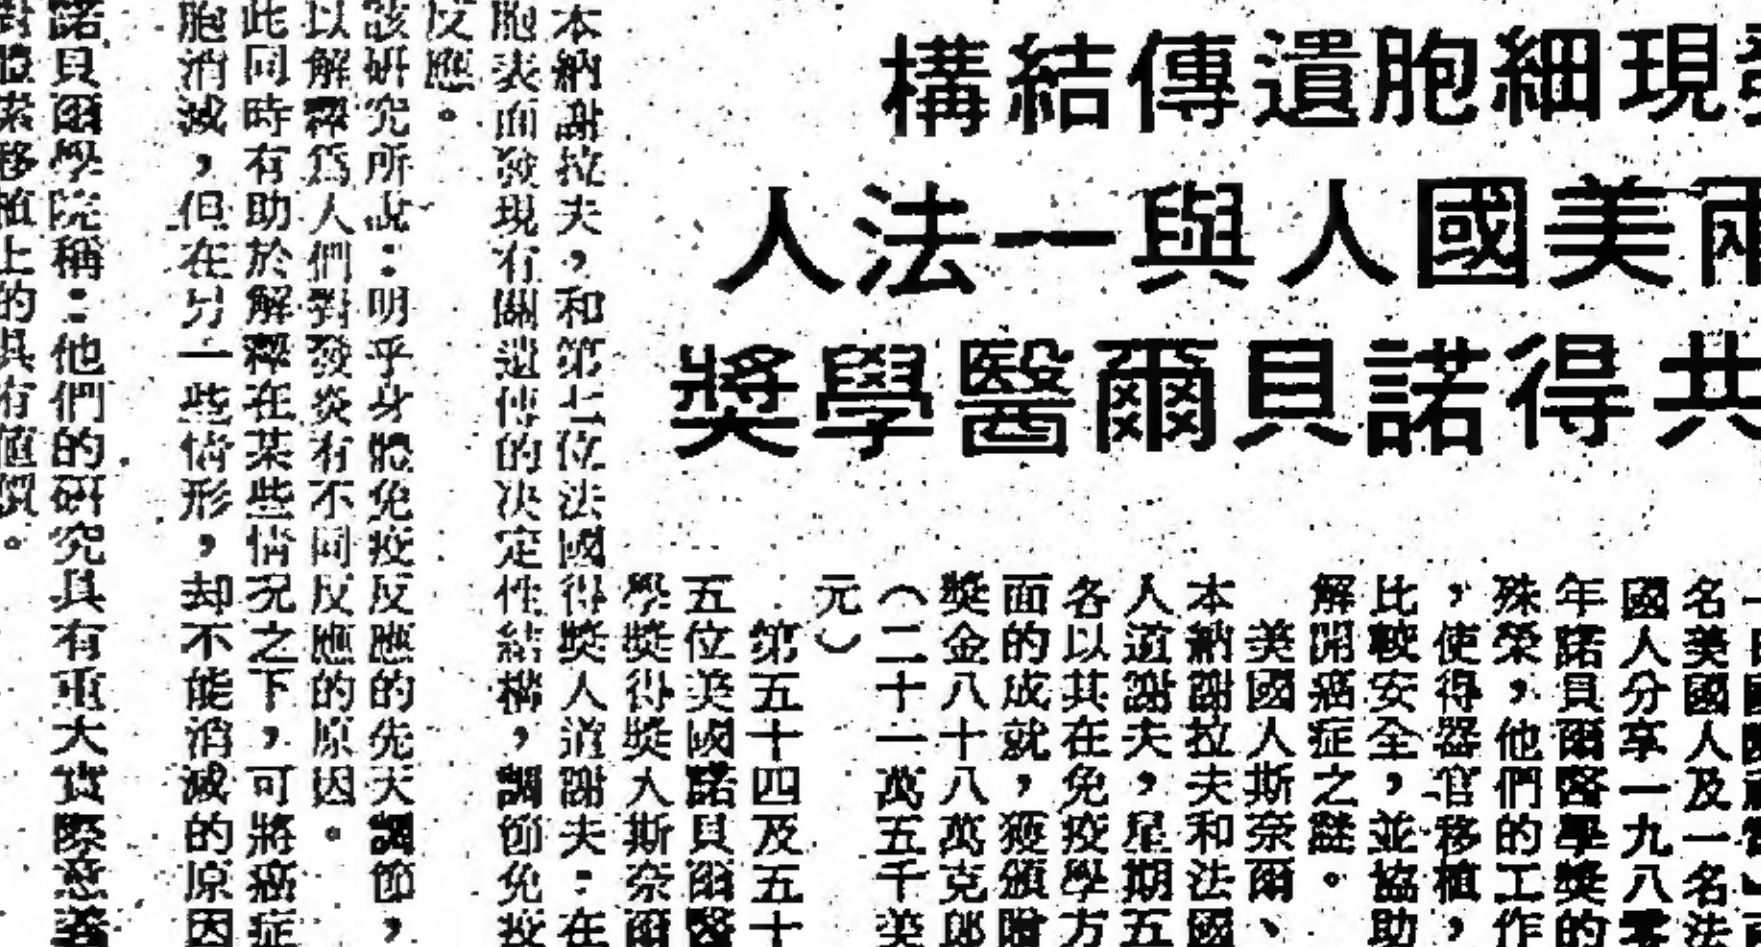 發現細胞遺傳結構
兩美國人與一法人
共得諾貝爾醫學獎
名美國人及一名法
國人分享一九八零
年諾貝爾醫學獎的
殊榮，他們的工作
，使得器官移植，
比較安全，並協助
解開癌症之謎。
美國人斯奈爾、
本納謝拉夫和法國
人道謝夫，星期五
各以其在免疫學方
面的成就，獲頒贈
獎金八十八萬克郎
（二十一萬五千美
元）
第五十四及五十
五位美國諾貝爾醫
學獎得獎人斯奈爾
本納謝拉夫，和第七位法國得獎人道謝夫：在
胞表面發現有關遺傳的決定性結構，調節免疫
反應。
該研究所說：明乎身體免疫反應的先天調節，
以解釋爲人們對發炎有不同反應的原因。
此同時有助於解釋在某些情況之下，可將癌症
胞消滅，但在另一些情形，却不能消滅的原因
諾貝爾學院稱：他們的研究具有重大實際意義
對體素移植上的具有値價。